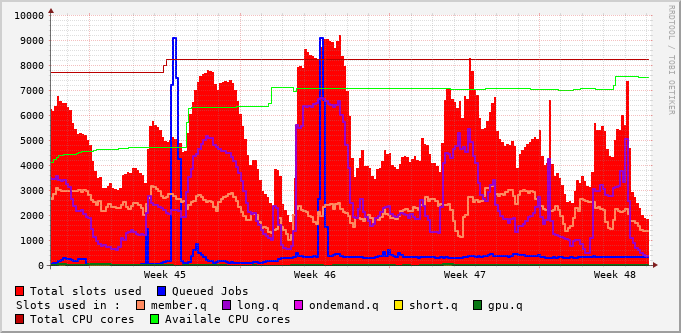 10000
9000
8000
7000
6000
5000
4000
3000
2000
1000
0
Week 45 Week 46 Week 47 Week 48
Total slots used Queued Jobs
Slots used in : member.q long.q ondemand.q short.q gpu.q
Total CPU cores Availale CPU cores
RRDTOOL / TOBI OETIKER